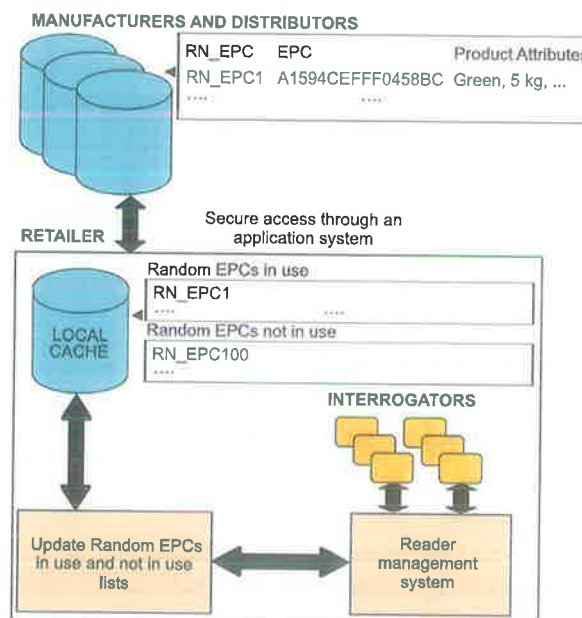 MANUFACTURERS AND DISTRIBUTORS
RN_EPC EPC Product Attributes
RN_EPC1 A1594CEFFF0458BC Green, 5 kg, ...
.... ....
Secure access through an
application system
RETAILER
Random EPCs in use
RN_EPC1
.... ....
LOCAL
CACHE
Random EPCs not in use
RN_EPC100
....
INTERROGATORS
Update Random EPCs
in use and not in use
lists
Reader
management
system